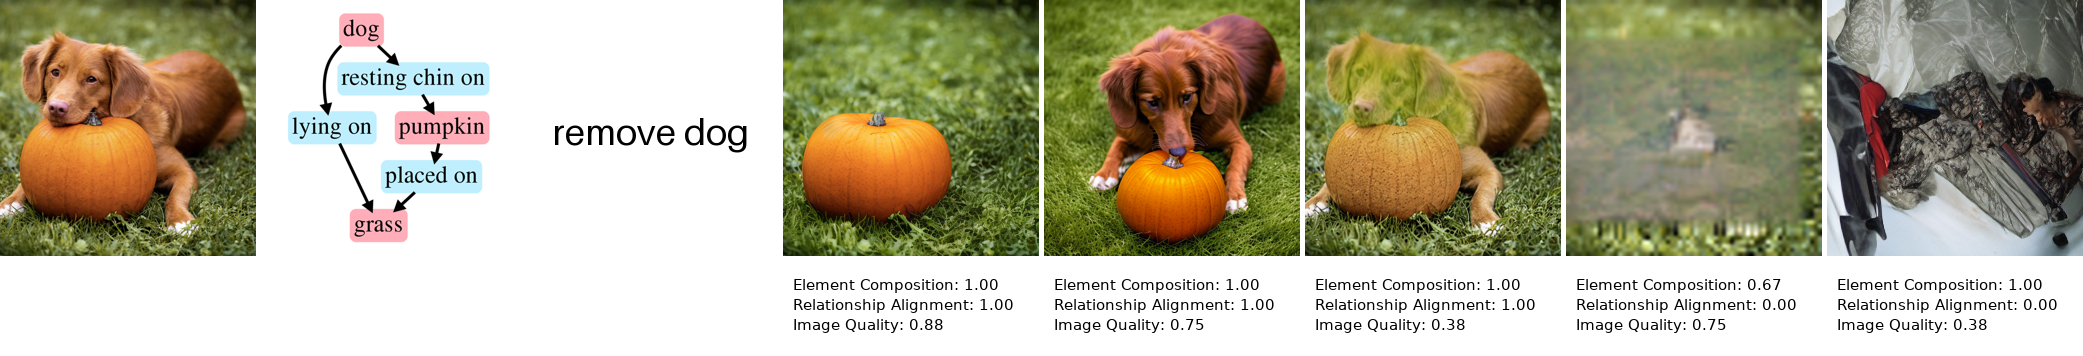 dog
resting chin on
lying on
pumpkin
placed on
grass
remove dog
Element Composition: 1.00
Relationship Alignment: 1.00
Image Quality: 0.88
Element Composition: 1.00
Relationship Alignment: 1.00
Image Quality: 0.75
Element Composition: 1.00
Relationship Alignment: 1.00
Image Quality: 0.38
Element Composition: 0.67
Relationship Alignment: 0.00
Image Quality: 0.75
Element Composition: 1.00
Relationship Alignment: 0.00
Image Quality: 0.38